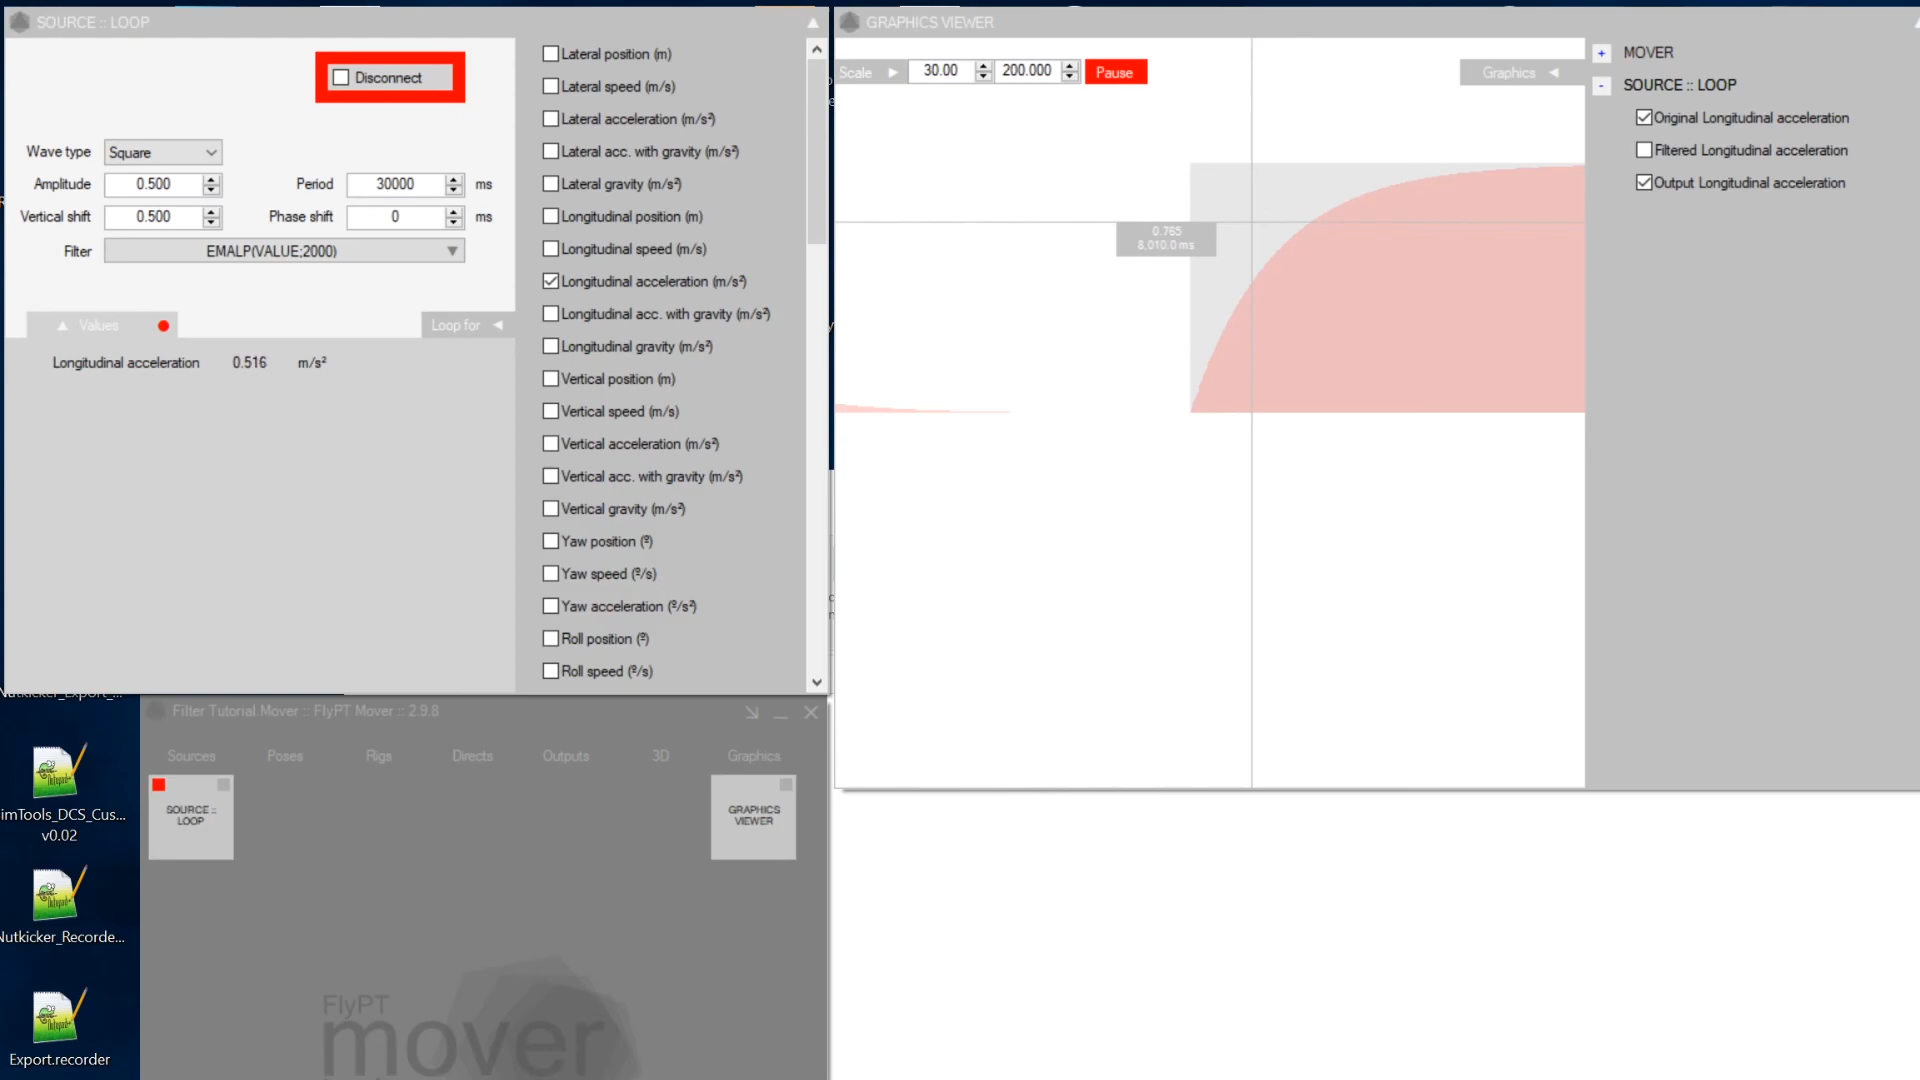 SOURCE :: LOOP
Disconnect
Wave type Square
Amplitude 0.500 Period 30000 ms
Vertical shift 0.500 Phase shift 0 ms
Filter EMALP(VALUE;2000)
Values Loop for
Longitudinal acceleration 0.516 m/s²
Lateral position (m)
Lateral speed (m/s)
Lateral acceleration (m/s²)
Lateral acc. with gravity (m/s²)
Lateral gravity (m/s²)
Longitudinal position (m)
Longitudinal speed (m/s)
Longitudinal acceleration (m/s²)
Longitudinal acc. with gravity (m/s²)
Longitudinal gravity (m/s²)
Vertical position (m)
Vertical speed (m/s)
Vertical acceleration (m/s²)
Vertical acc. with gravity (m/s²)
Vertical gravity (m/s²)
Yaw position (º)
Yaw speed (º/s)
Yaw acceleration (º/s²)
Roll position (º)
Roll speed (º/s)
GRAPHICS VIEWER
Scale 30.00 200.000 Pause
Graphics
0.765
8,010.0 ms
+ MOVER
- SOURCE :: LOOP
Original Longitudinal acceleration
Filtered Longitudinal acceleration
Output Longitudinal acceleration
Filter Tutorial.Mover :: FlyPT Mover :: 2.9.8
Sources Poses Rigs Directs Outputs 3D Graphics
SOURCE ::
LOOP
GRAPHICS
VIEWER
FlyPT
mover
imTools_DCS_Cus...
v0.02
Nutkicker_Recorde...
Export.recorder